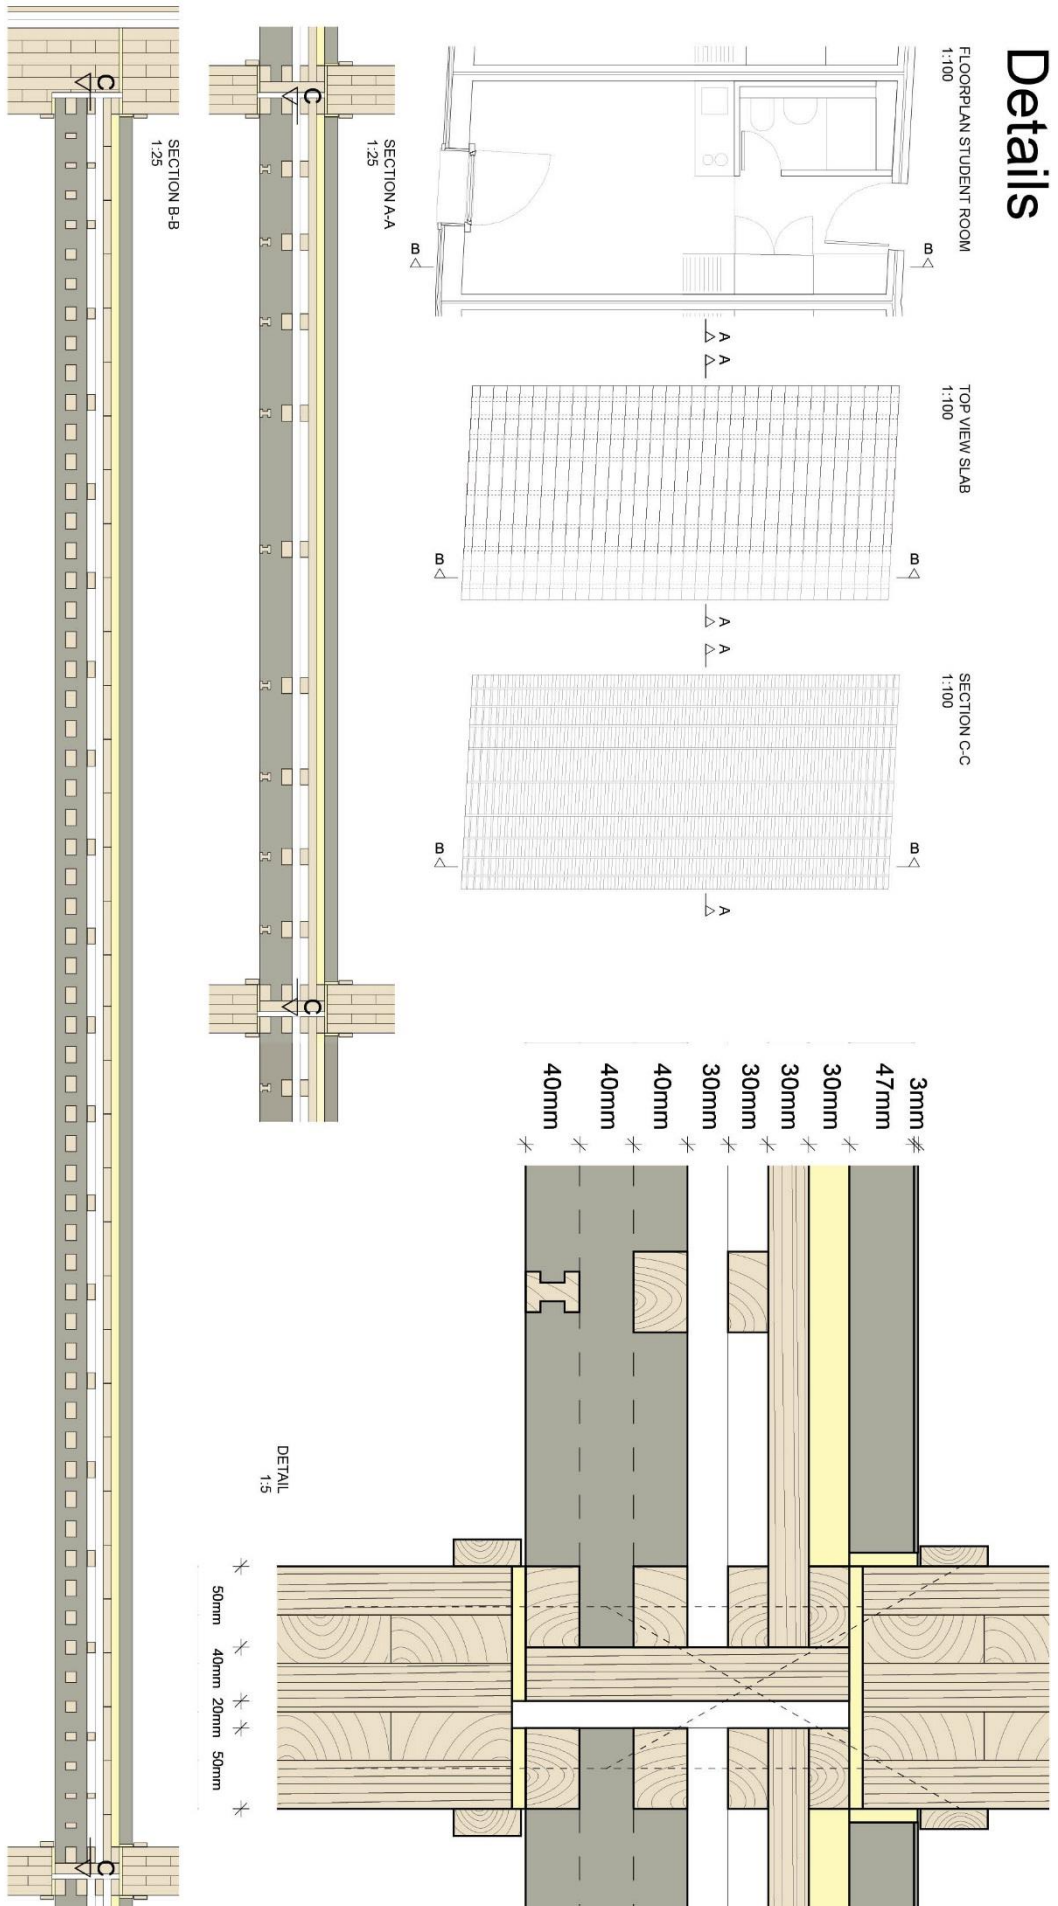 Details
FLOORPLAN STUDENT ROOM
1:100
TOP VIEW SLAB
1:100
SECTION C-C
1:100
B
B
B
A
A
A
A
A
B
B
B
3mm
47mm
30mm
30mm
30mm
30mm
40mm
40mm
40mm
DETAIL
1:5
50mm
40mm
20mm
50mm
SECTION A-A
1:25
C
C
SECTION B-B
1:25
C
C